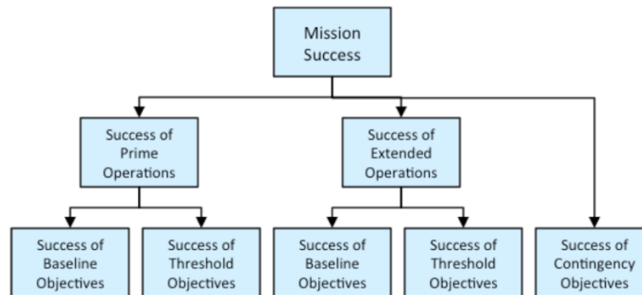 Mission
Success
Success of
Prime
Operations
Success of
Extended
Operations
Success of
Baseline
Objectives
Success of
Threshold
Objectives
Success of
Baseline
Objectives
Success of
Threshold
Objectives
Success of
Contingency
Objectives